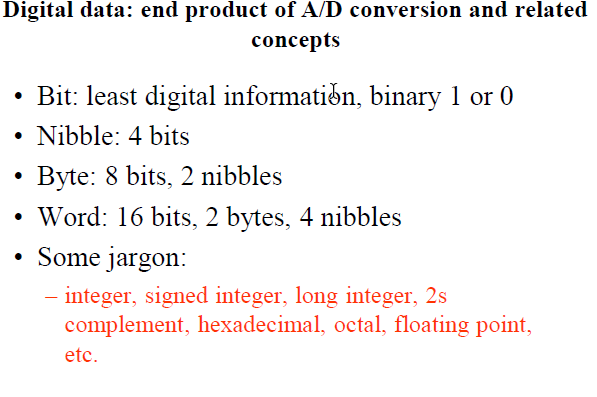 Digital data: end product of A/D conversion and related
concepts
• Bit: least digital information, binary 1 or 0
• Nibble: 4 bits
• Byte: 8 bits, 2 nibbles
• Word: 16 bits, 2 bytes, 4 nibbles
• Some jargon:
– integer, signed integer, long integer, 2s
complement, hexadecimal, octal, floating point,
etc.